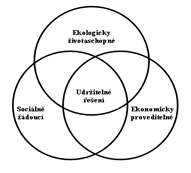 Ekologicky
životaschopné
Udržitelné
řešení
Sociálně
žádoucí
Ekonomicky
proveditelné